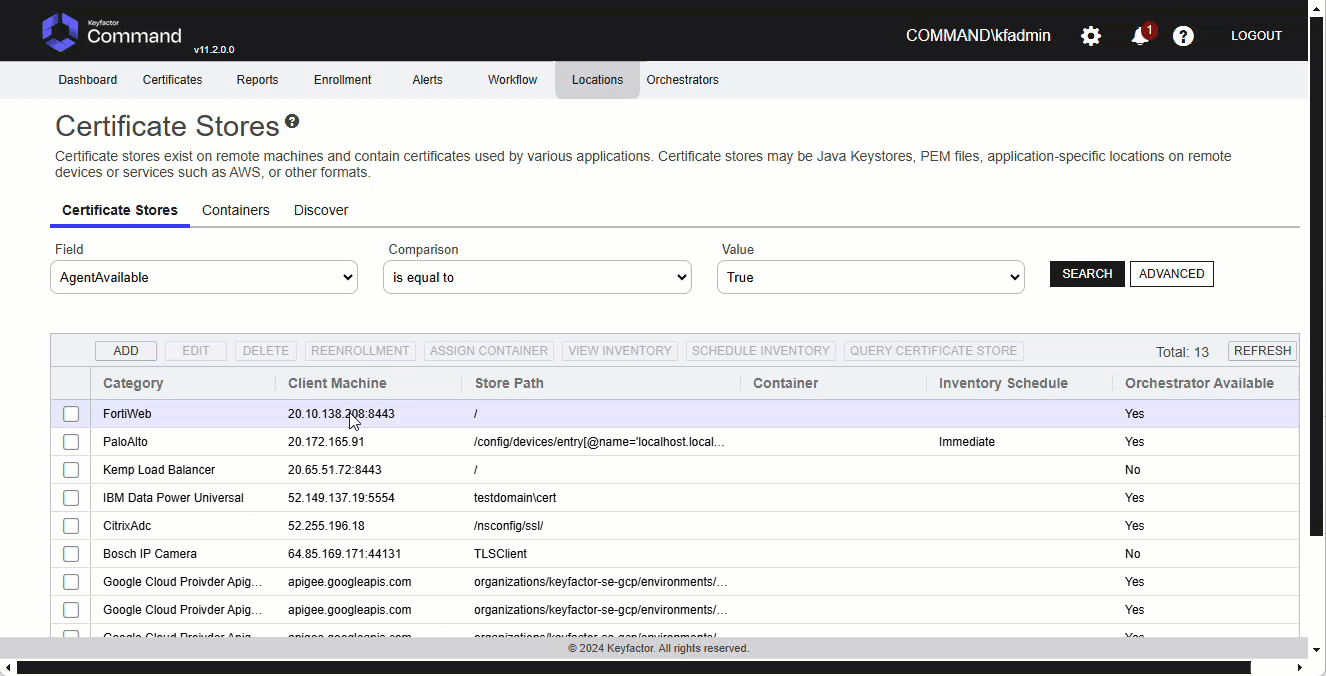 Keyfactor
Command
v11.2.0.0
COMMAND\kfadmin
1
?
LOGOUT
Dashboard Certificates Reports Enrollment Alerts Workflow Locations Orchestrators
Certificate Stores ?
Certificate stores exist on remote machines and contain certificates used by various applications. Certificate stores may be Java Keystores, PEM files, application-specific locations on remote
devices or services such as AWS, or other formats.
Certificate Stores Containers Discover
Field Comparison Value
AgentAvailable is equal to True SEARCH ADVANCED
ADD EDIT DELETE REENROLLMENT ASSIGN CONTAINER VIEW INVENTORY SCHEDULE INVENTORY QUERY CERTIFICATE STORE Total: 13 REFRESH
Category Client Machine Store Path Container Inventory Schedule Orchestrator Available
FortiWeb 20.10.138.208:8443 / Yes
PaloAlto 20.172.165.91 /config/devices/entry[@name='localhost.local... Immediate Yes
Kemp Load Balancer 20.65.51.72:8443 / No
IBM Data Power Universal 52.149.137.19:5554 testdomain\cert Yes
CitrixAdc 52.255.196.18 /nsconfig/ssl/ Yes
Bosch IP Camera 64.85.169.171:44131 TLSClient No
Google Cloud Proivder Apig... apigee.googleapis.com organizations/keyfactor-se-gcp/environments/... Yes
Google Cloud Proivder Apig... apigee.googleapis.com organizations/keyfactor-se-gcp/environments/... Yes
Google Cloud Proivder Apig... apigee.googleapis.com organizations/keyfactor-se-gcp/environments/... Yes
© 2024 Keyfactor. All rights reserved.